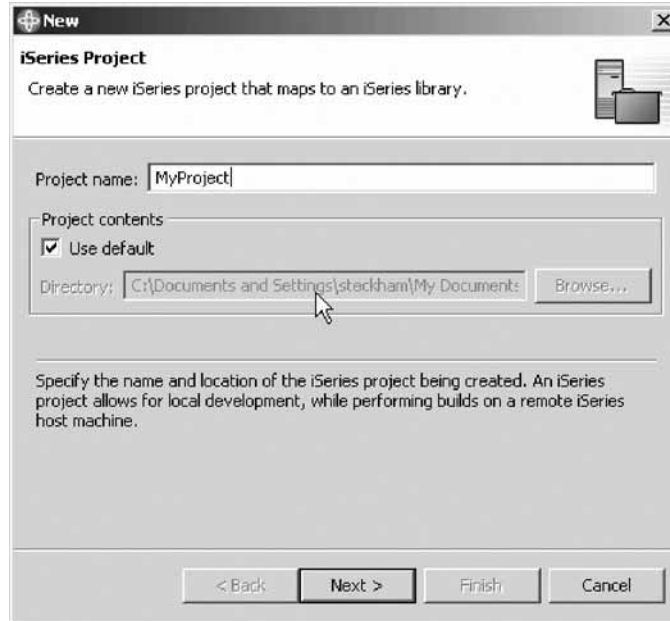 New
iSeries Project
Create a new iSeries project that maps to an iSeries library.
Project name: MyProject
Project contents
Use default
Directory: C:\Documents and Settings\steckham\My Documents Browse...
Specify the name and location of the iSeries project being created. An iSeries
project allows for local development, while performing builds on a remote iSeries
host machine.
< Back Next > Finish Cancel